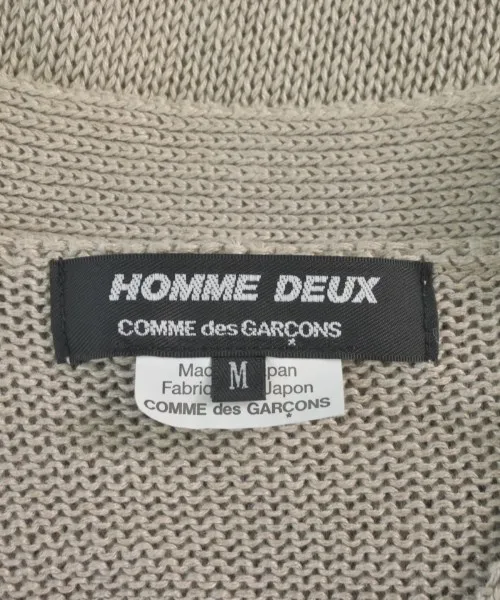 HOMME DEUX
COMME des GARÇONS
M
Japon
COMME des GARÇONS